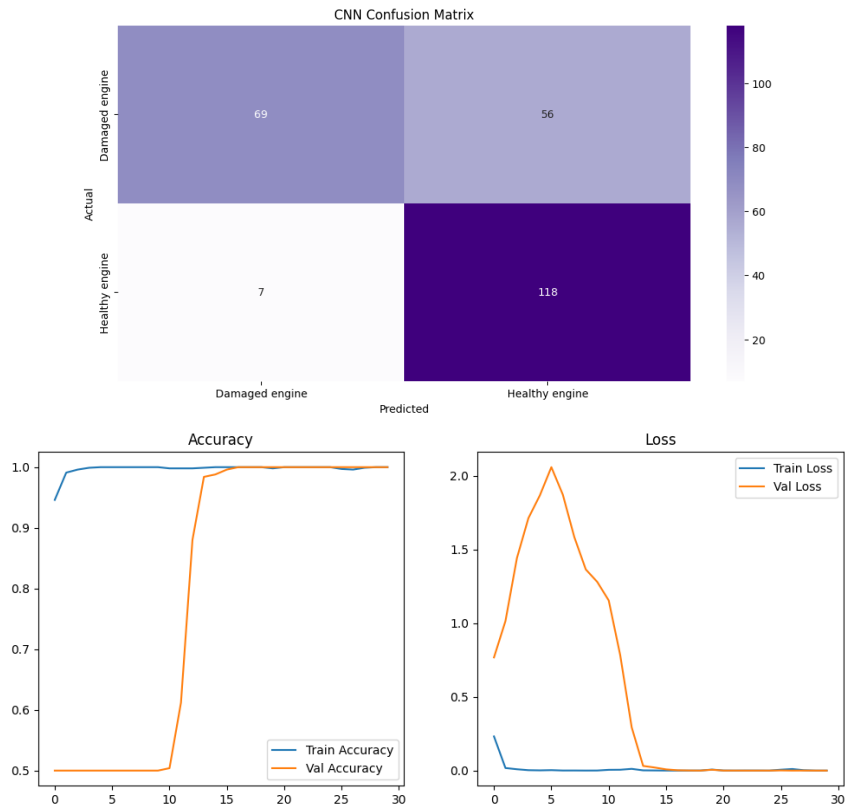 CNN Confusion Matrix
Damaged engine
69
56
100
80
60
Actual
Healthy engine
7
118
40
20
Damaged engine
Healthy engine
Predicted
Accuracy
1.0
0.9
0.8
0.7
0.6
0.5
Train Accuracy
Val Accuracy
0
5
10
15
20
25
30
Loss
2.0
1.5
1.0
0.5
0.0
Train Loss
Val Loss
0
5
10
15
20
25
30